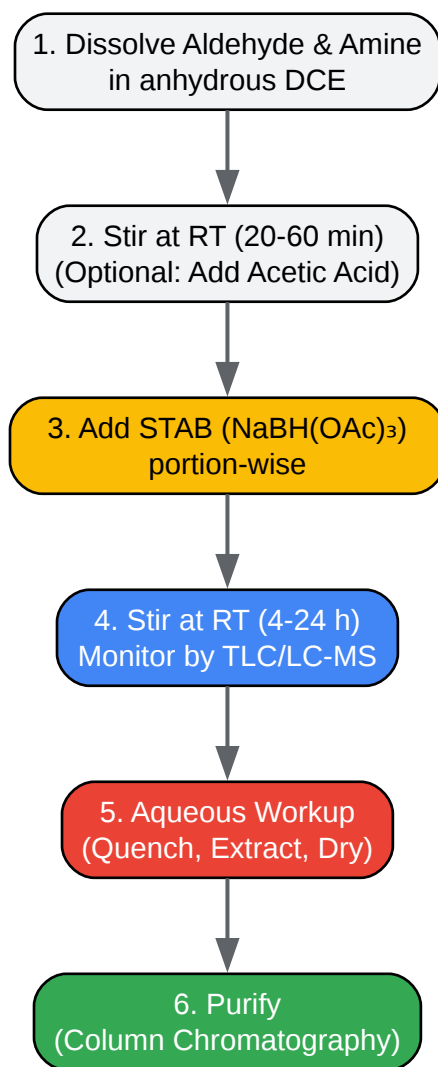 1. Dissolve Aldehyde & Amine
in anhydrous DCE
2. Stir at RT (20-60 min)
(Optional: Add Acetic Acid)
3. Add STAB (NaBH(OAc)₃)
portion-wise
4. Stir at RT (4-24 h)
Monitor by TLC/LC-MS
5. Aqueous Workup
(Quench, Extract, Dry)
6. Purify
(Column Chromatography)